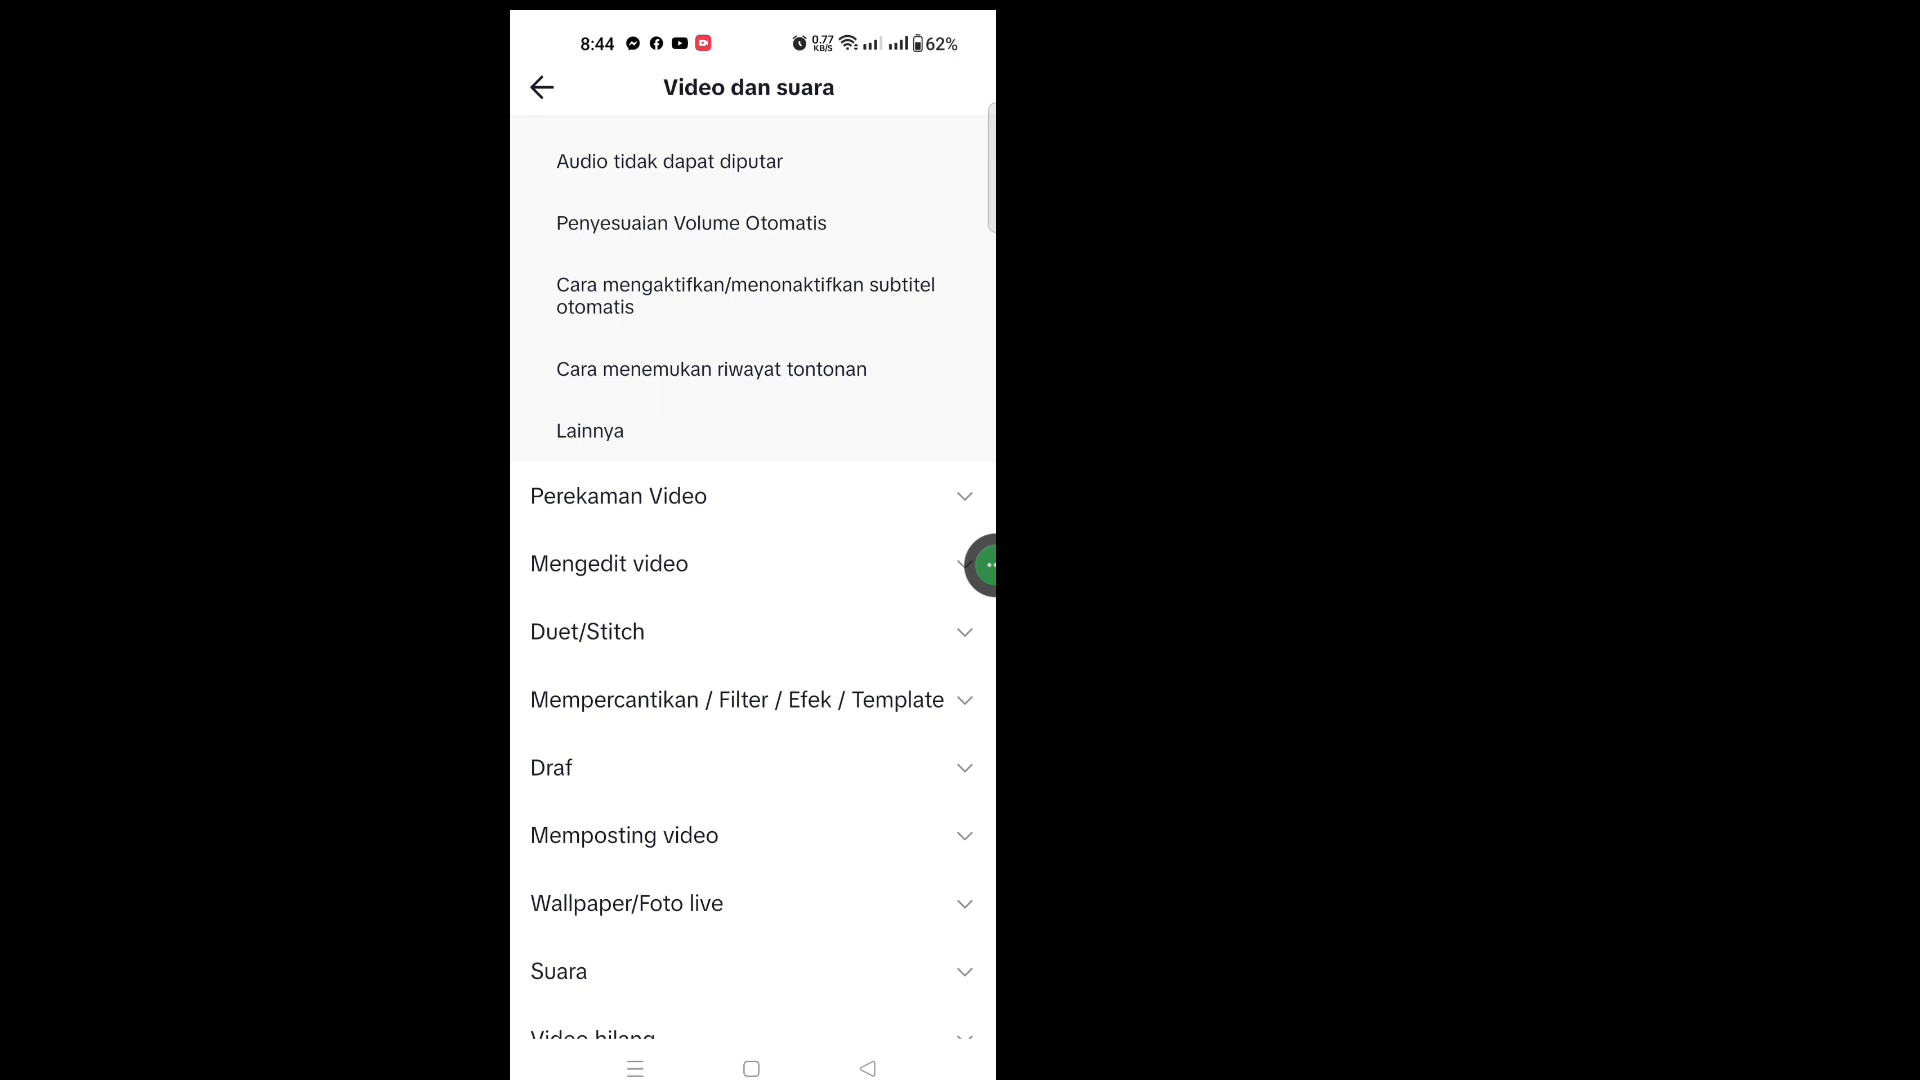 8:44
0.77
KB/S
62%
Video dan suara
Audio tidak dapat diputar
Penyesuaian Volume Otomatis
Cara mengaktifkan/menonaktifkan subtitel
otomatis
Cara menemukan riwayat tontonan
Lainnya
Perekaman Video
Mengedit video
Duet/Stitch
Mempercantikan / Filter / Efek / Template
Draf
Memposting video
Wallpaper/Foto live
Suara
Video hilang